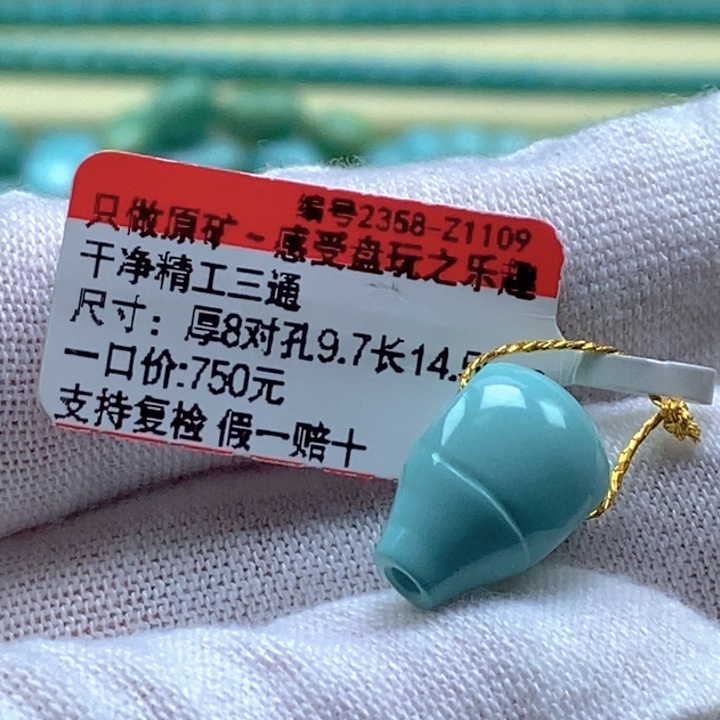 编号2358-Z1109
只做原矿~感受盘玩之乐趣
干净精工三通
尺寸：厚8对孔9.7长14.5
一口价:750元
支持复检 假一赔十